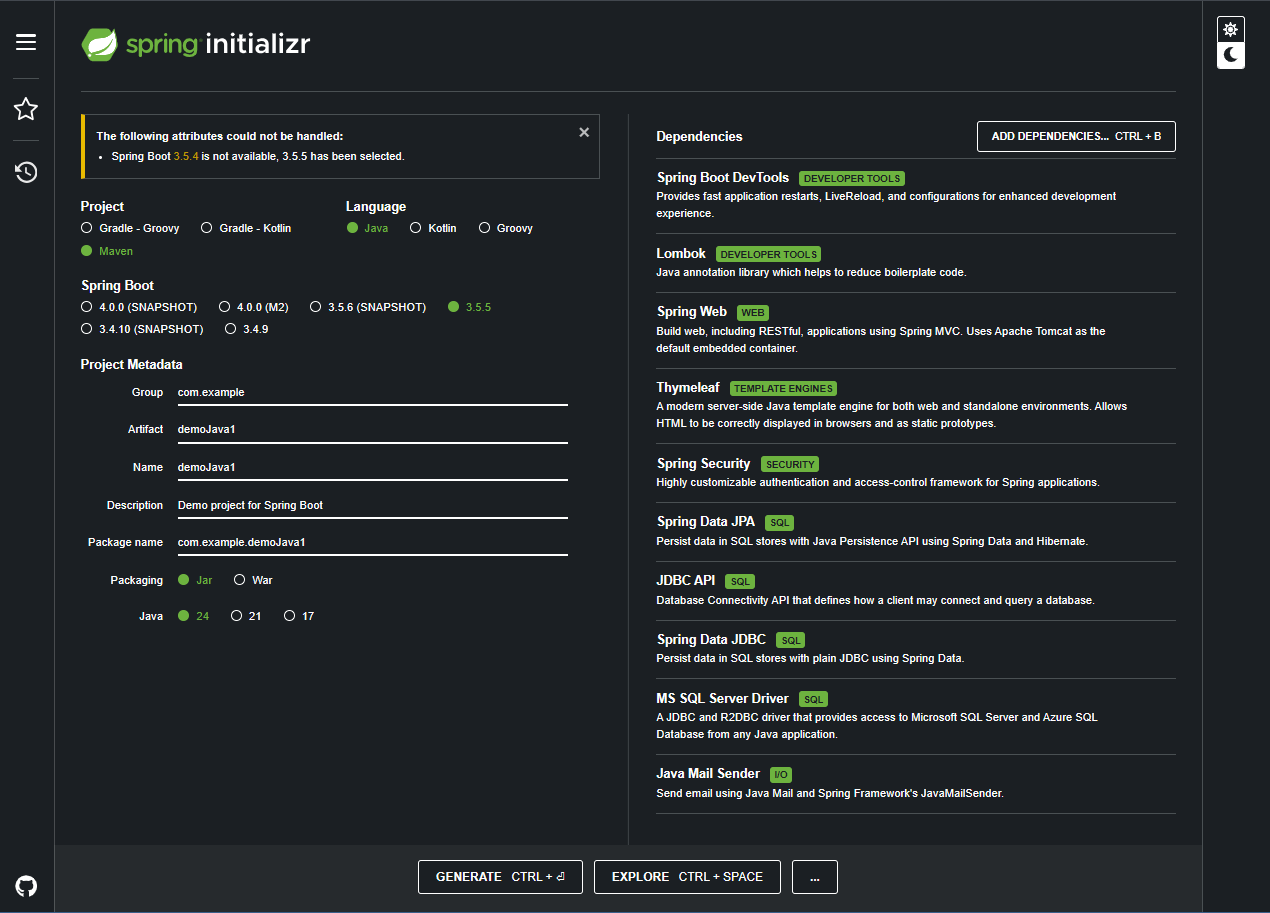 spring initializr
The following attributes could not be handled:
• Spring Boot 3.5.4 is not available, 3.5.5 has been selected.
Project
Gradle - Groovy Gradle - Kotlin
Maven
Language
Java Kotlin Groovy
Spring Boot
4.0.0 (SNAPSHOT) 4.0.0 (M2) 3.5.6 (SNAPSHOT) 3.5.5
3.4.10 (SNAPSHOT) 3.4.9
Project Metadata
Group com.example
Artifact demoJava1
Name demoJava1
Description Demo project for Spring Boot
Package name com.example.demoJava1
Packaging Jar War
Java 24 21 17
Dependencies ADD DEPENDENCIES... CTRL + B
Spring Boot DevTools DEVELOPER TOOLS
Provides fast application restarts, LiveReload, and configurations for enhanced development
experience.
Lombok DEVELOPER TOOLS
Java annotation library which helps to reduce boilerplate code.
Spring Web WEB
Build web, including RESTful, applications using Spring MVC. Uses Apache Tomcat as the
default embedded container.
Thymeleaf TEMPLATE ENGINES
A modern server-side Java template engine for both web and standalone environments. Allows
HTML to be correctly displayed in browsers and as static prototypes.
Spring Security SECURITY
Highly customizable authentication and access-control framework for Spring applications.
Spring Data JPA SQL
Persist data in SQL stores with Java Persistence API using Spring Data and Hibernate.
JDBC API SQL
Database Connectivity API that defines how a client may connect and query a database.
Spring Data JDBC SQL
Persist data in SQL stores with plain JDBC using Spring Data.
MS SQL Server Driver SQL
A JDBC and R2DBC driver that provides access to Microsoft SQL Server and Azure SQL
Database from any Java application.
Java Mail Sender I/O
Send email using Java Mail and Spring Framework's JavaMailSender.
GENERATE CTRL + ⏎ EXPLORE CTRL + SPACE ...